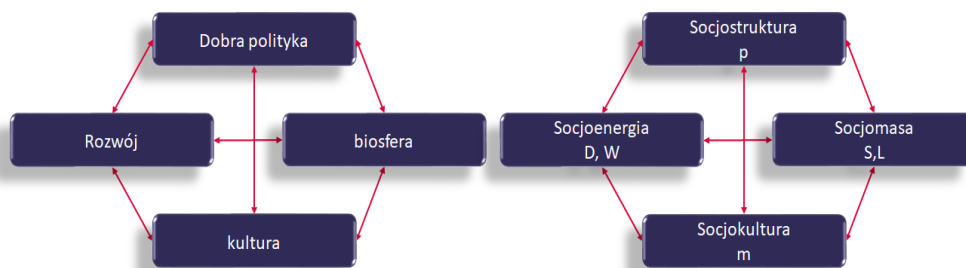 Dobra polityka
Rozwój
biosfera
kultura
Socjostruktura
p
Socjoenergia
D, W
Socjomasa
S,L
Socjokultura
m